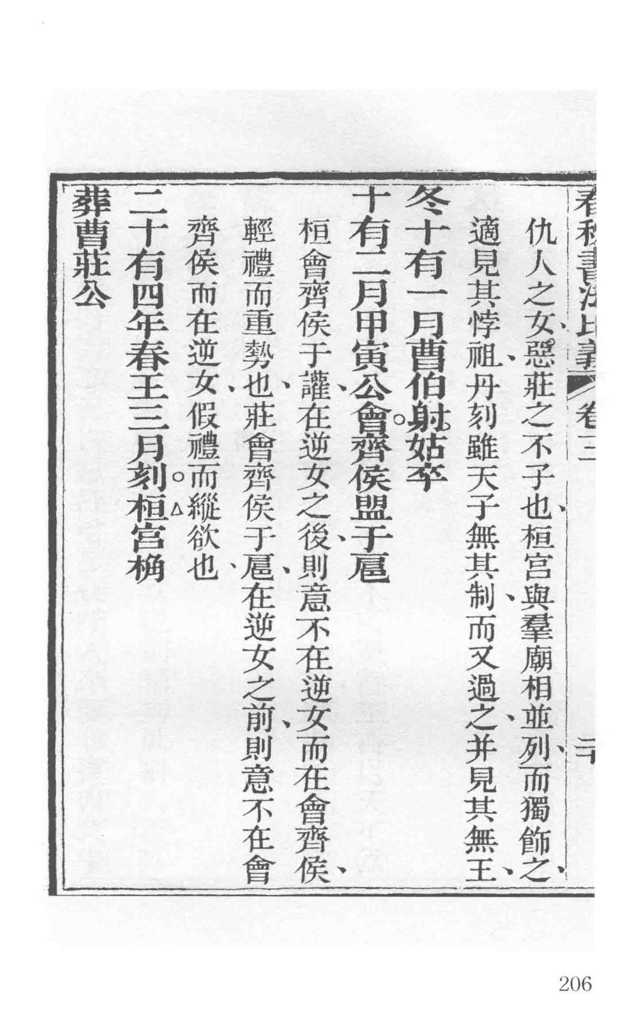 春秋書法比義 卷三 二十
仇人之女惡莊之不子也桓宮與羣廟相並列而獨飾之
適見其悖祖丹刻雖天子無其制而又過之并見其無王
冬十有一月曹伯射姑卒
十有二月甲寅公會齊侯盟于扈
桓會齊侯于讙在逆女之後則意不在逆女而在會齊侯
輕禮而重勢也莊會齊侯于扈在逆女之前則意不在會
齊侯而在逆女假禮而縱欲也
二十有四年春王三月刻桓宮桷
葬曹莊公
206